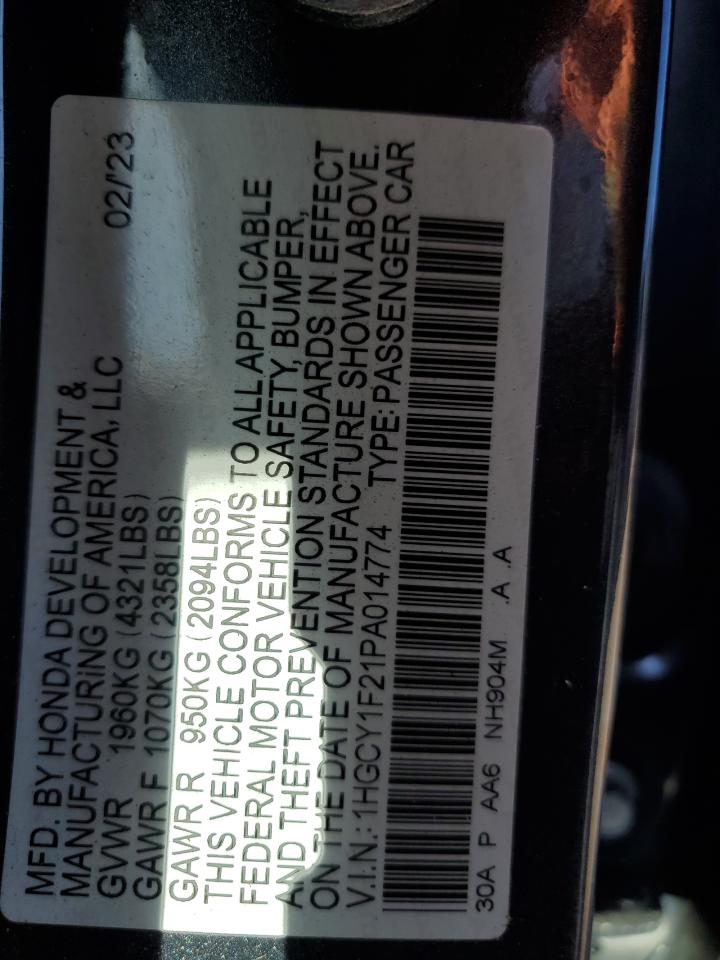 MFD. BY HONDA DEVELOPMENT &
MANUFACTURING OF AMERICA, LLC 02/'23
GVWR 1960KG (4321LBS)
GAWR F 1070KG (2358LBS)
GAWR R 950KG (2094LBS)
THIS VEHICLE CONFORMS TO ALL APPLICABLE
FEDERAL MOTOR VEHICLE SAFETY, BUMPER,
AND THEFT PREVENTION STANDARDS IN EFFECT
ON THE DATE OF MANUFACTURE SHOWN ABOVE.
V.I.N.: 1HGCY1F21PA014774 TYPE: PASSENGER CAR
30A P AA6 NH904M .A .A